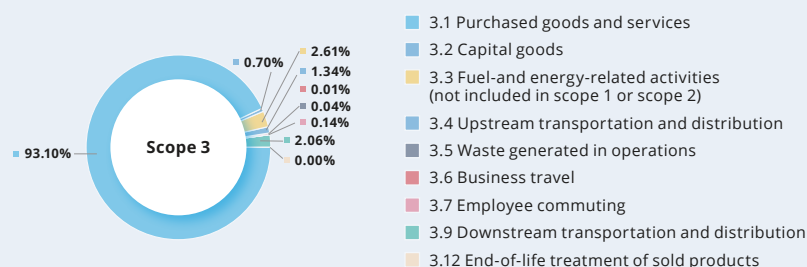 93.10%
Scope 3
0.70%
2.61%
1.34%
0.01%
0.04%
0.14%
2.06%
0.00%
3.1 Purchased goods and services
3.2 Capital goods
3.3 Fuel-and energy-related activities
(not included in scope 1 or scope 2)
3.4 Upstream transportation and distribution
3.5 Waste generated in operations
3.6 Business travel
3.7 Employee commuting
3.9 Downstream transportation and distribution
3.12 End-of-life treatment of sold products